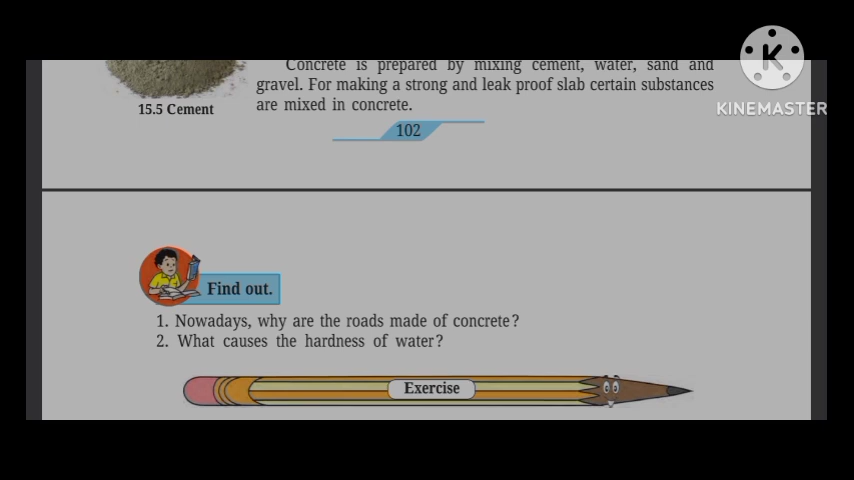 Concrete is prepared by mixing cement, water, sand and
gravel. For making a strong and leak proof slab certain substances
are mixed in concrete.
15.5 Cement
102
KINEMASTER
Find out.
1. Nowadays, why are the roads made of concrete?
2. What causes the hardness of water?
Exercise